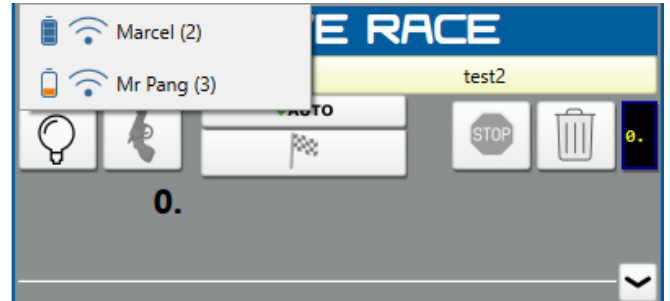 Marcel (2)
E RACE
Mr Pang (3)
test2
AUTO
STOP
0.
0.